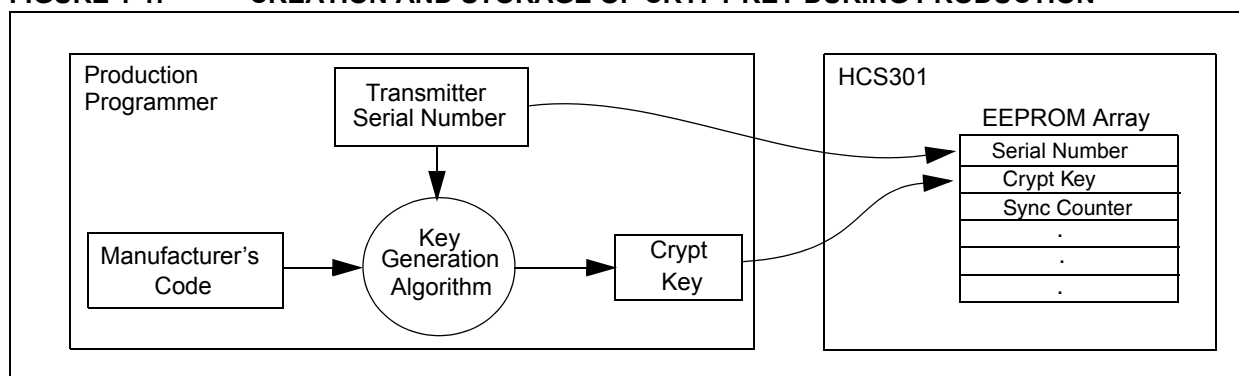 FIGURE 1-1: CREATION AND STORAGE OF CRYPT KEY DURING PRODUCTION
Production
Programmer
Transmitter
Serial Number
Manufacturer’s
Code
Key
Generation
Algorithm
Crypt
Key
HCS301
EEPROM Array
Serial Number
Crypt Key
Sync Counter
.
.
.